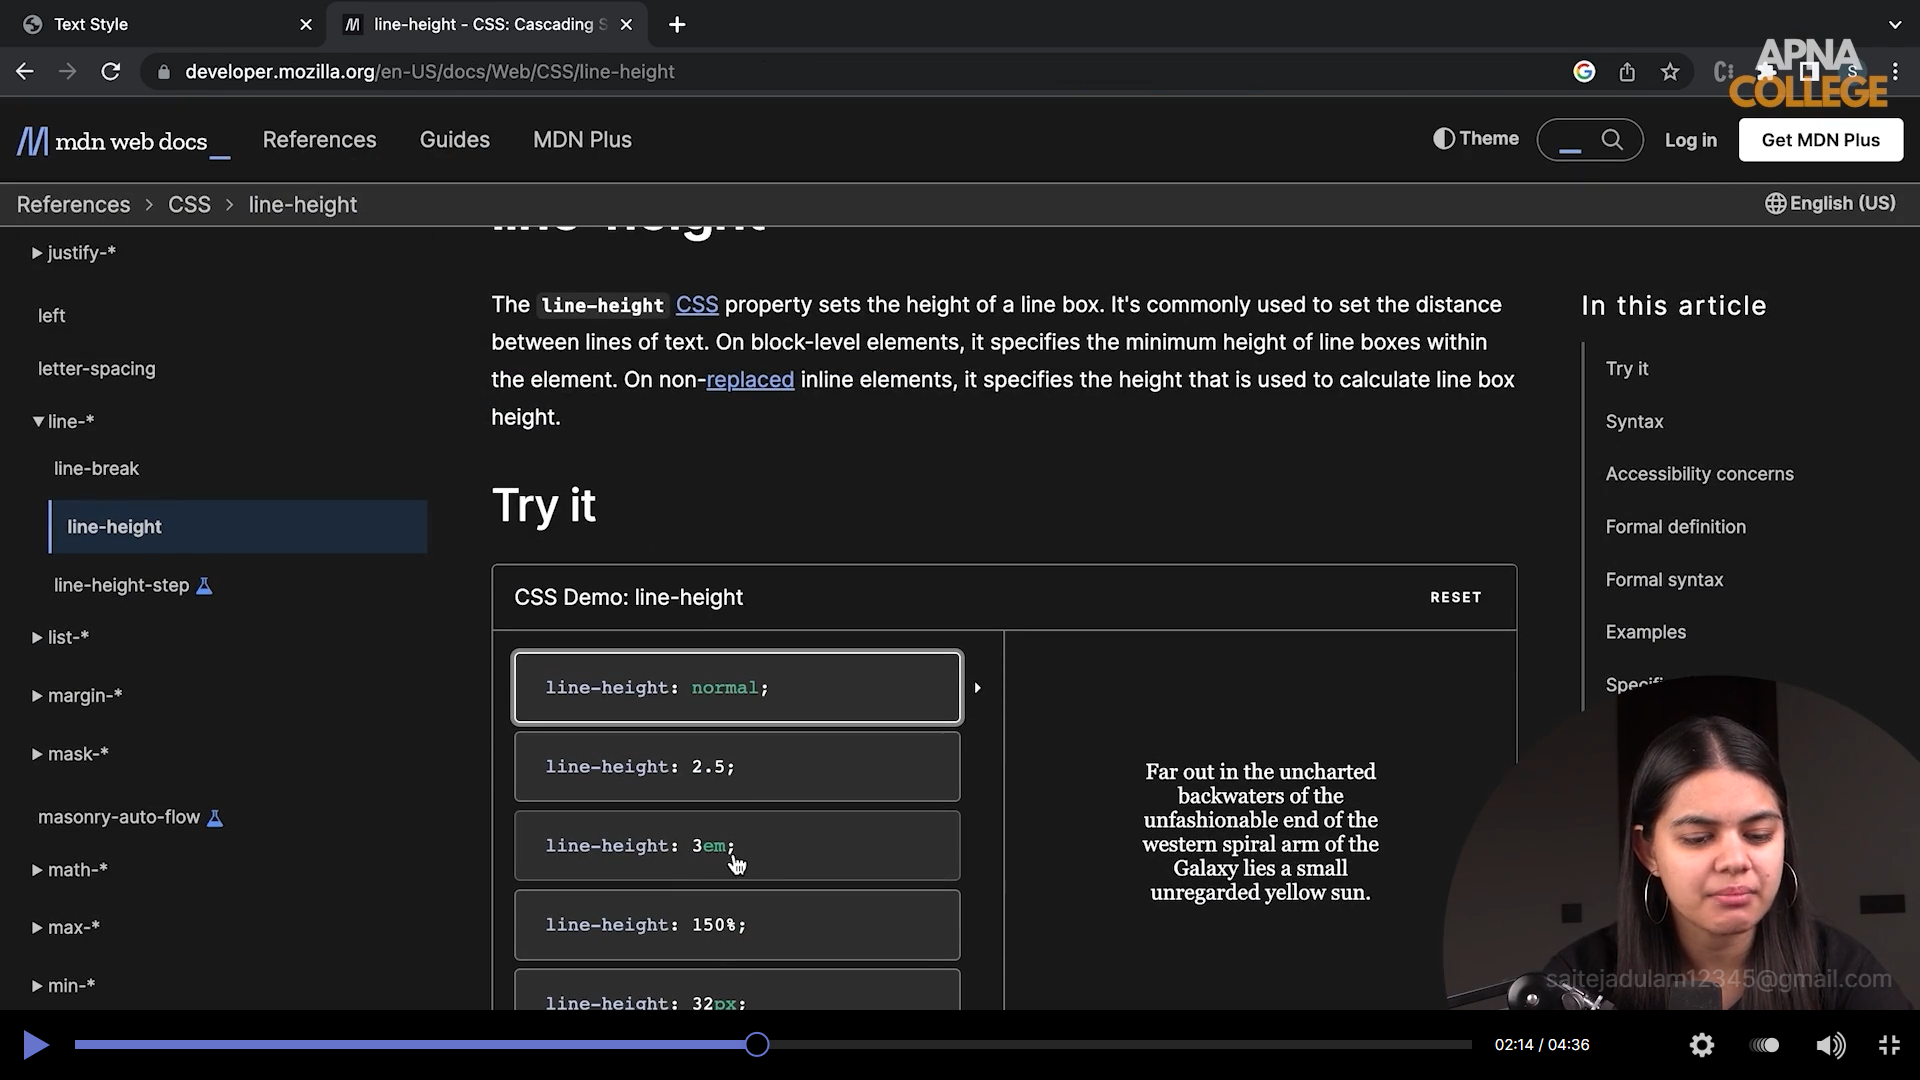 Text Style
line-height - CSS: Cascading S
developer.mozilla.org/en-US/docs/Web/CSS/line-height
S
APNA
COLLEGE
mdn web docs
References
Guides
MDN Plus
Theme
Log in
Get MDN Plus
References > CSS > line-height
English (US)
justify-*
left
letter-spacing
line-*
line-break
line-height
line-height-step
list-*
margin-*
mask-*
masonry-auto-flow
math-*
max-*
min-*
line-height
The line-height CSS property sets the height of a line box. It's commonly used to set the distance
between lines of text. On block-level elements, it specifies the minimum height of line boxes within
the element. On non-replaced inline elements, it specifies the height that is used to calculate line box
height.
Try it
CSS Demo: line-height
RESET
line-height: normal;
line-height: 2.5;
line-height: 3em;
line-height: 150%;
line-height: 32px;
Far out in the uncharted
backwaters of the
unfashionable end of the
western spiral arm of the
Galaxy lies a small
unregarded yellow sun.
In this article
Try it
Syntax
Accessibility concerns
Formal definition
Formal syntax
Examples
saitejadulam12345@gmail.com
02:14 / 04:36